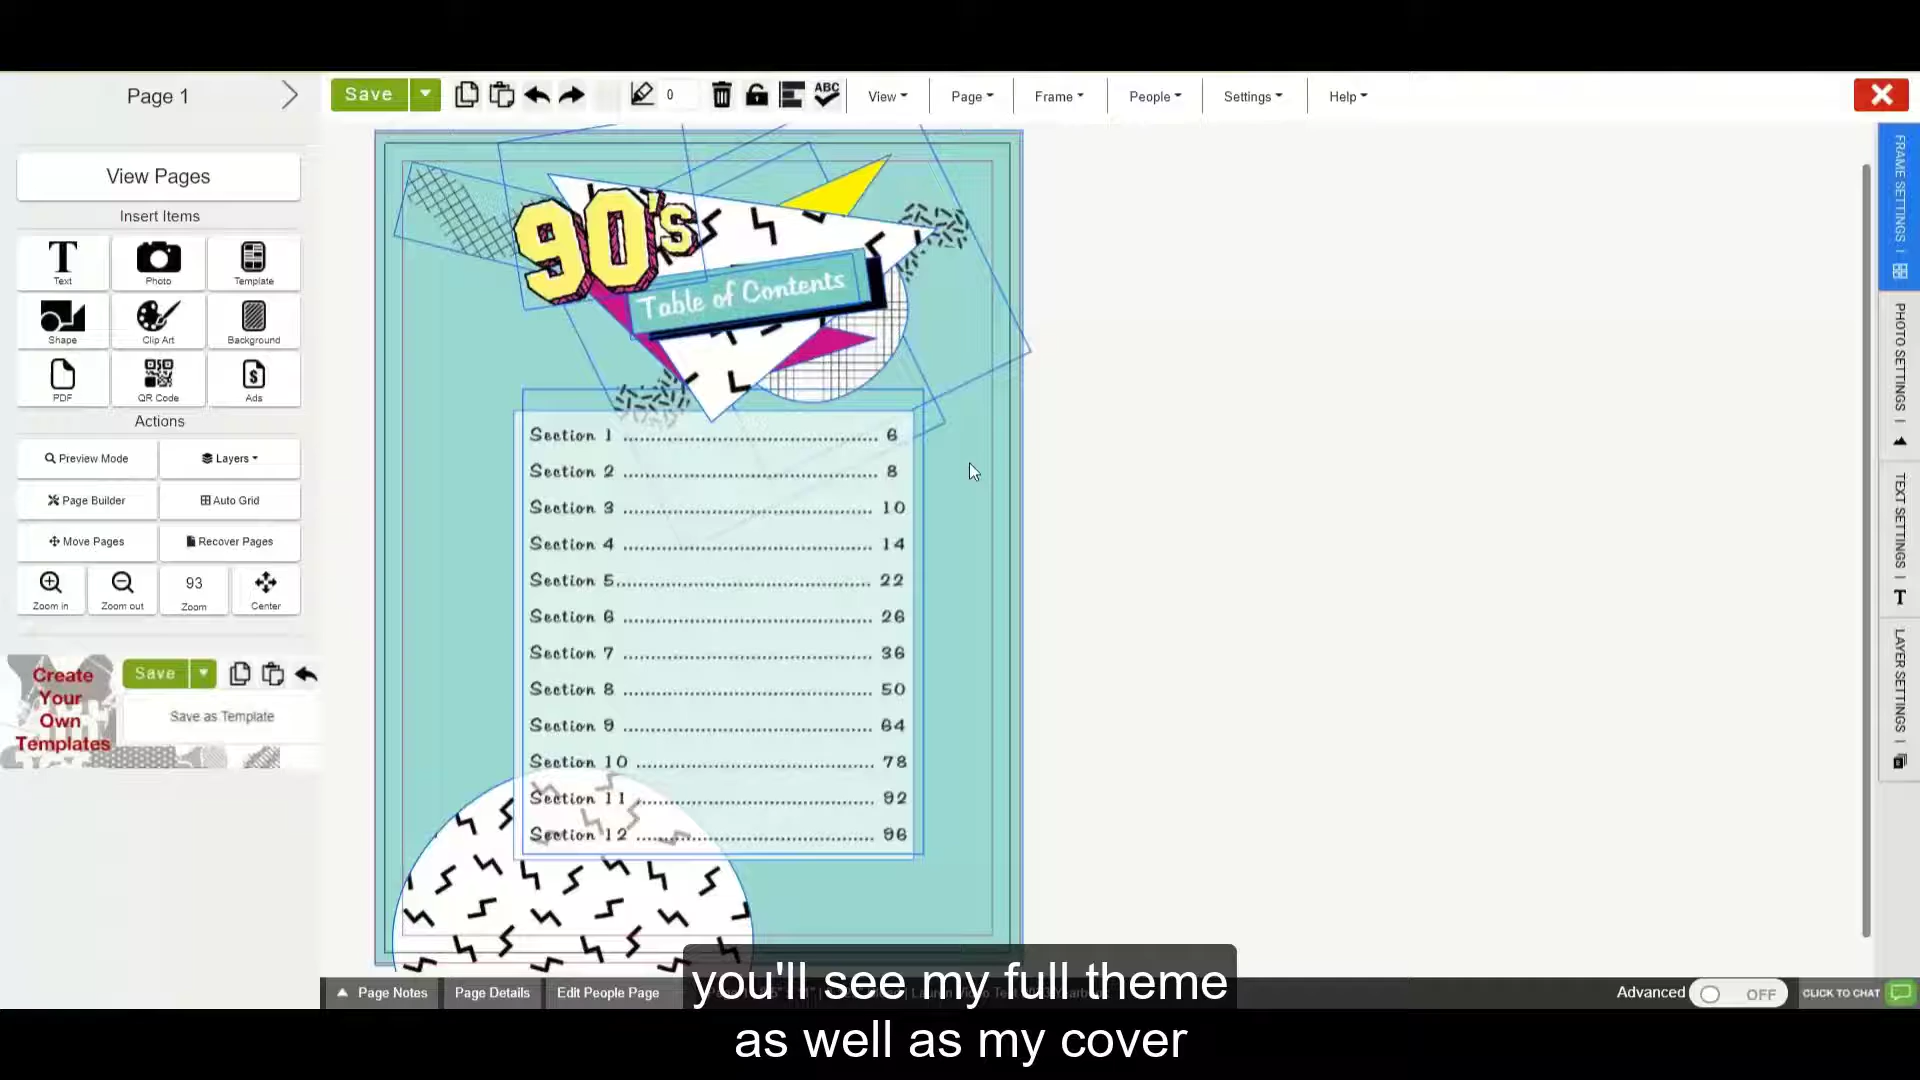 Page 1
Save
0
View
Page
Frame
People
Settings
Help
View Pages
Insert Items
Text
Photo
Template
Shape
Clip Art
Background
PDF
QR Code
Ads
Actions
Preview Mode
Layers
Page Builder
Auto Grid
Move Pages
Recover Pages
93
Zoom in
Zoom out
Zoom
Center
Create
Your
Own
Templates
Save
Save as Template
90's
Table of Contents
Section 1 ........................................ 6
Section 2 ........................................ 8
Section 3 ........................................ 10
Section 4 ........................................ 14
Section 5........................................ 22
Section 6 ........................................ 26
Section 7 ........................................ 36
Section 8 ........................................ 50
Section 9 ........................................ 64
Section 10 ...................................... 78
Section 11 ...................................... 92
Section 12 ...................................... 96
FRAME SETTINGS |
PHOTO SETTINGS |
TEXT SETTINGS | T
LAYER SETTINGS |
Page Notes
Page Details
Edit People Page
Advanced
OFF
CLICK TO CHAT
you'll see my full theme
as well as my cover
ABC